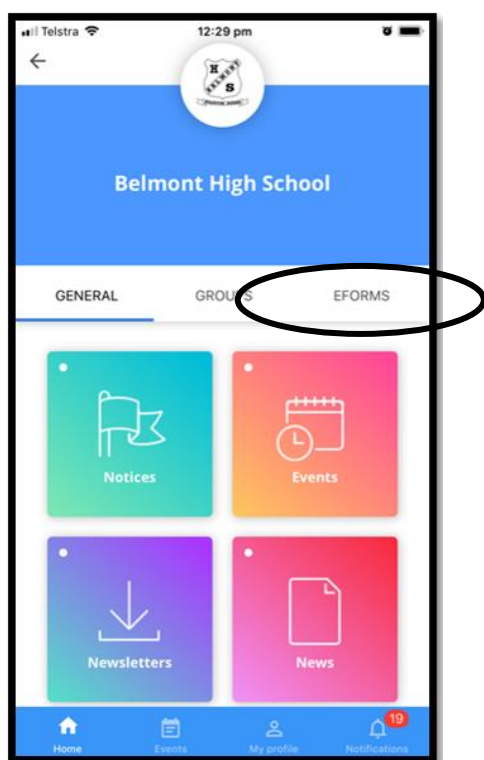 Telstra 12:29 pm
H
BELMONT
S
Belmont High School
GENERAL GROUPS EFORMS
Notices Events
Newsletters News
19
Home Events My profile Notifications